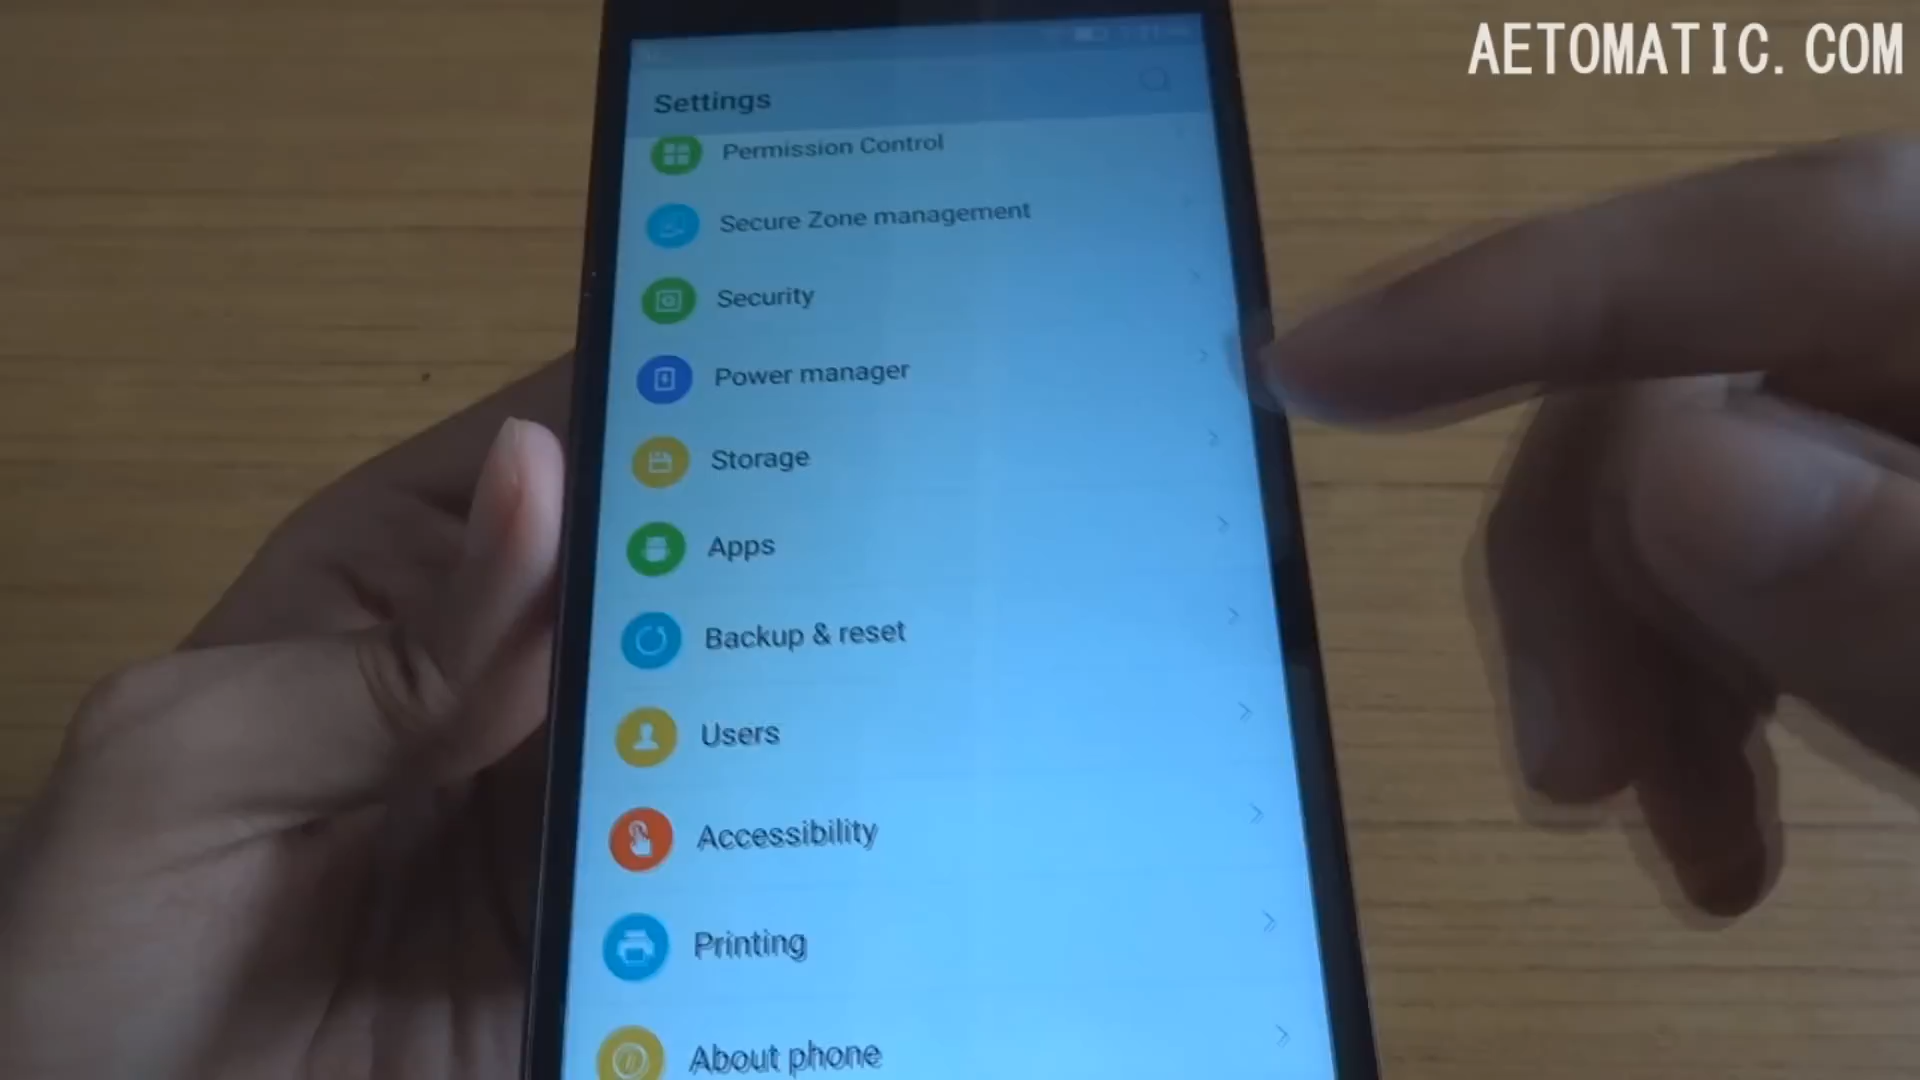 AETOMATIC.COM
Settings
Permission Control
Secure Zone management
Security
Power manager
Storage
Apps
Backup & reset
Users
Accessibility
Printing
About phone